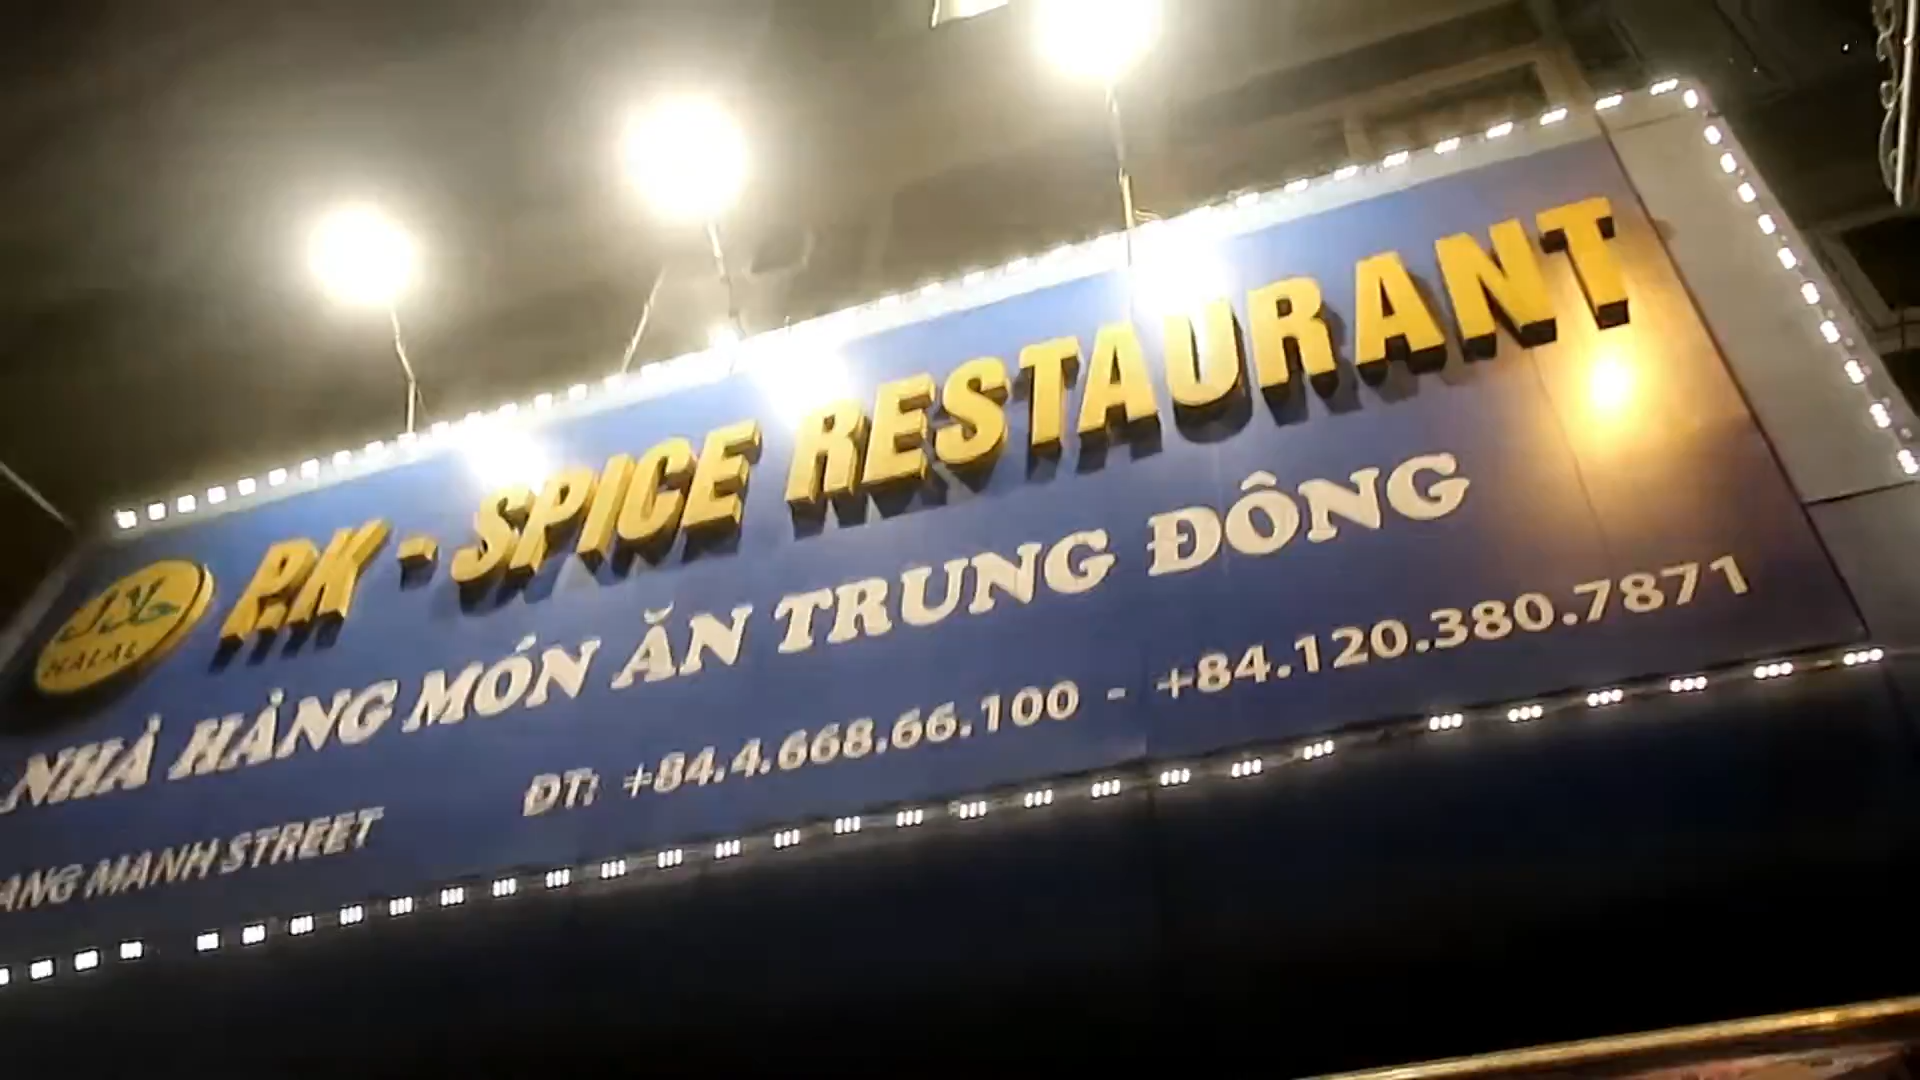 P.K - SPICE RESTAURANT
HALAL
NHÀ HÀNG MÓN ĂN TRUNG ĐÔNG
ANG MANH STREET ĐT: +84.4.668.66.100 - +84.120.380.7871